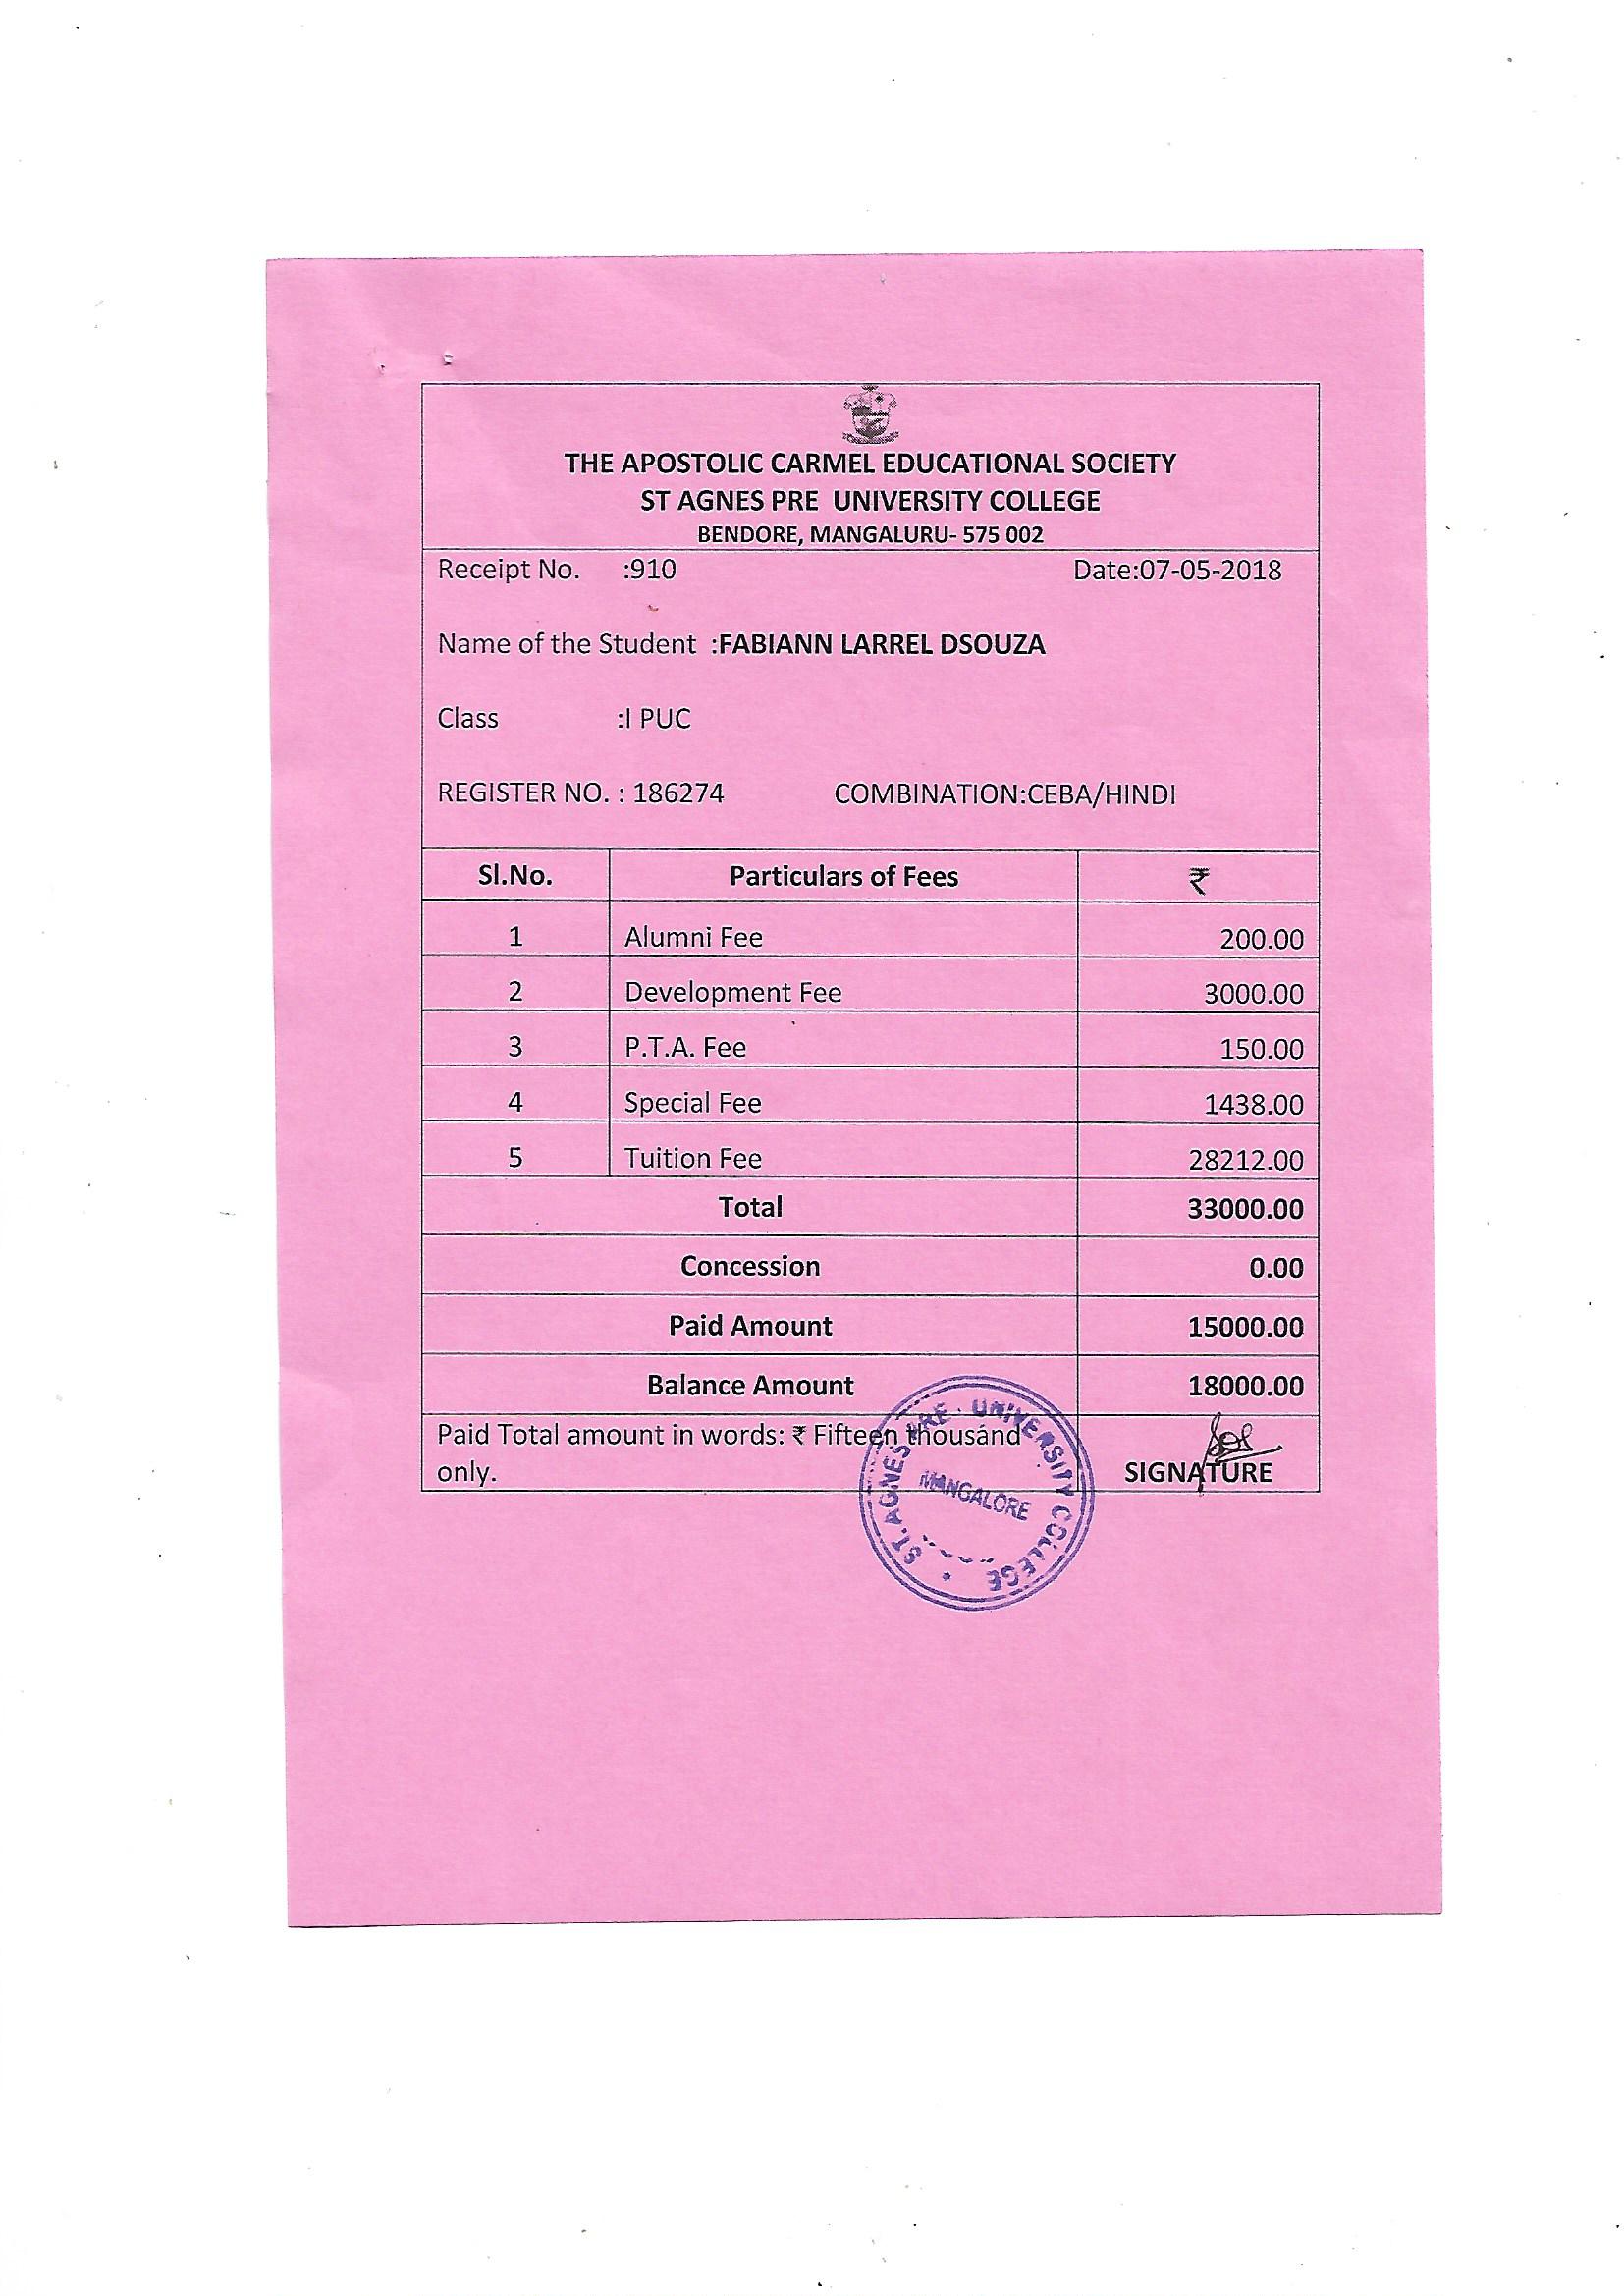 THE APOSTOLIC CARMEL EDUCATIONAL SOCIETY
ST AGNES PRE UNIVERSITY COLLEGE
BENDORE, MANGALURU- 575 002
Receipt No. :910 Date:07-05-2018
Name of the Student :FABIANN LARREL DSOUZA
Class :I PUC
REGISTER NO. : 186274 COMBINATION:CEBA/HINDI
Sl.No. Particulars of Fees ₹
1 Alumni Fee 200.00
2 Development Fee 3000.00
3 P.T.A. Fee 150.00
4 Special Fee 1438.00
5 Tuition Fee 28212.00
Total 33000.00
Concession 0.00
Paid Amount 15000.00
Balance Amount 18000.00
Paid Total amount in words: ₹ Fifteen thousand
only. SIGNATURE
ST. AGNES PRE. UNIVERSITY COLLEGE
MANGALORE